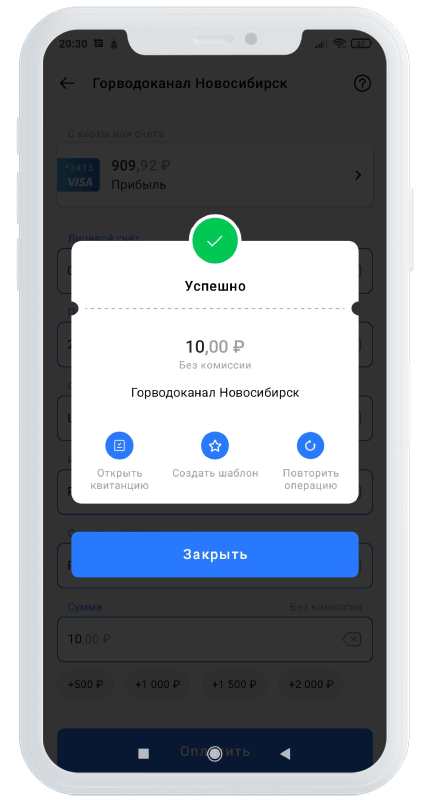 20:30 37
Горводоканал Новосибирск
С карты или счёта
*3415 909,92 ₽
VISA Прибыль
Лицевой счёт
Успешно
10,00 ₽
Без комиссии
Горводоканал Новосибирск
Открыть квитанцию
Создать шаблон
Повторить операцию
Закрыть
Сумма Без комиссии
10,00 ₽
+500 ₽ +1 000 ₽ +1 500 ₽ +2 000 ₽
Оплатить